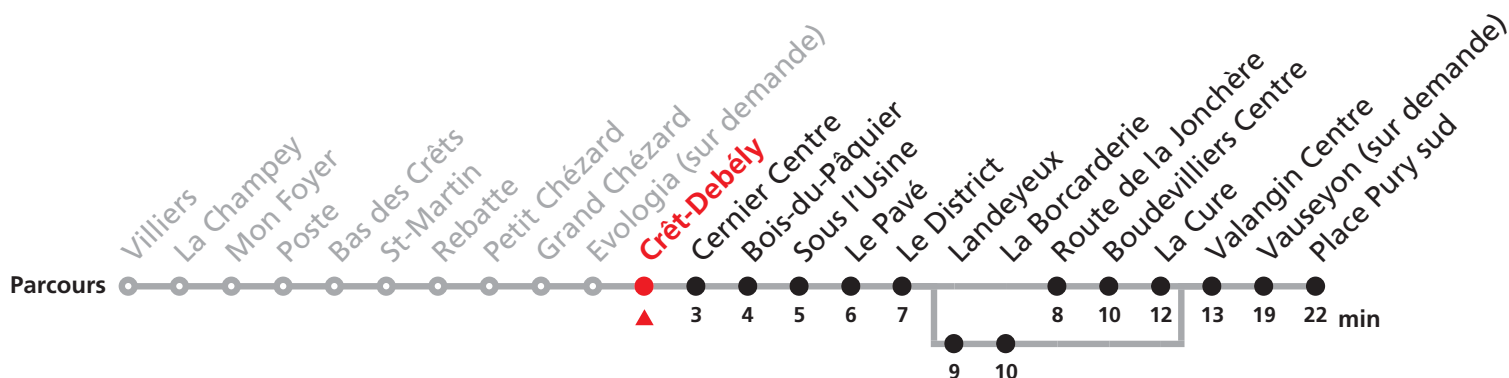 Villiers
La Champey
Mon Foyer
Poste
Bas des Crêts
St-Martin
Rebatte
Petit Chézard
Grand Chézard
Evologia (sur demande)
Crêt-Debély
Cernier Centre
Bois-du-Pâquier
Sous l'Usine
Le Pavé
Le District
Landeyeux
La Borcarderie
Route de la Jonchère
Boudevilliers Centre
La Cure
Valangin Centre
Vauseyon (sur demande)
Place Pury sud
Parcours
3 4 5 6 7 8 10 12 13 19 22 min
9 10